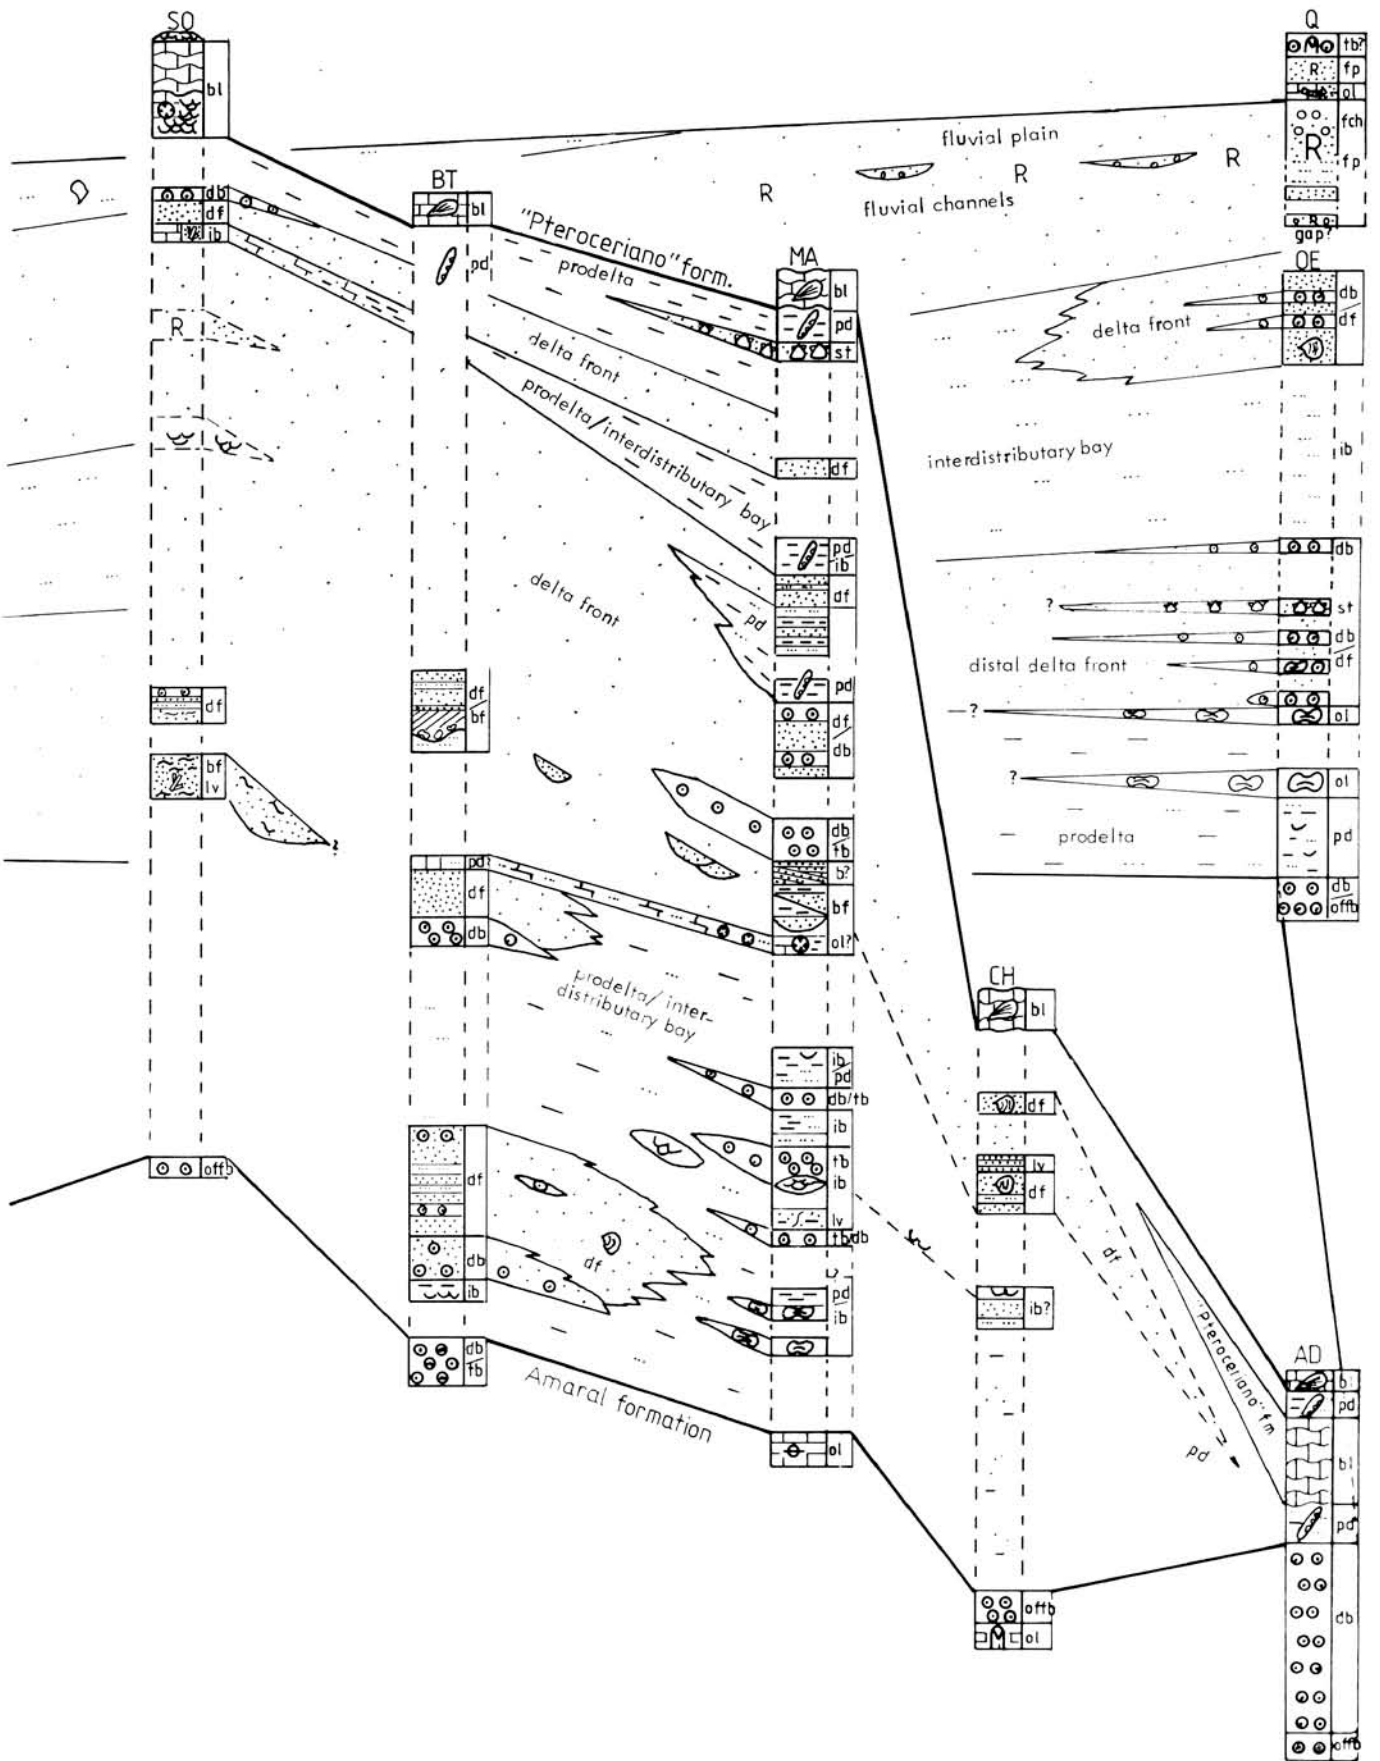 SO
bl
db
df
ib
R
df
bf
lv
offb
BT
bl
pd
df
bf
pd?
df
db
df
db
ib
db
tb
"Pteroceriano" form.
prodelta
delta front
prodelta/interdistributary bay
delta front
pd
prodelta/inter-
distributary bay
df
Amaral formation
MA
bl
pd
st
df
pd
ib
df
pd
df
db
db
tb
b?
bf
ol?
ib
pd
db/tb
ib
tb
ib
lv
tb/db
?
pd
ib
ol
fluvial plain
R
R
R
fluvial channels
delta front
interdistributary bay
?
distal delta front
?
?
prodelta
Q
tb?
R
fp
ol
fch
R
fp
R
gap?
OE
db
df
ib
db
st
db
df
ol
ol
pd
db
offb
CH
bl
df
lv
df
ib?
offb
ol
df
"Pteroceriano" fm
pd
AD
bl
pd
bl
pd
db
offb
?